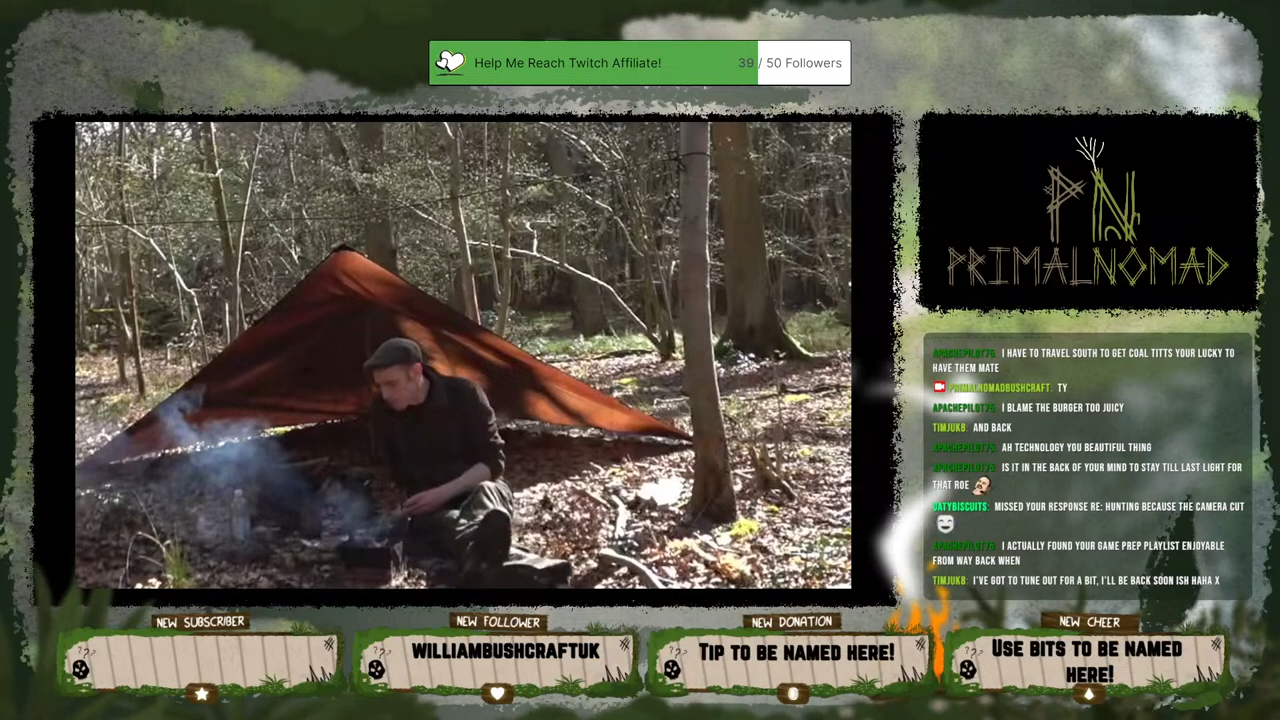 Help Me Reach Twitch Affiliate!
39 / 50 Followers
PN
PRIMALNOMAD
APACHEPILOT75: I HAVE TO TRAVEL SOUTH TO GET COAL TITTS YOUR LUCKY TO
HAVE THEM MATE
PRIMALNOMADBUSHCRAFT: TY
APACHEPILOT75: I BLAME THE BURGER TOO JUICY
TIMJUKB: AND BACK
APACHEPILOT75: AH TECHNOLOGY YOU BEAUTIFUL THING
APACHEPILOT75: IS IT IN THE BACK OF YOUR MIND TO STAY TILL LAST LIGHT FOR
THAT ROE
OATYBISCUITS: MISSED YOUR RESPONSE RE: HUNTING BECAUSE THE CAMERA CUT
APACHEPILOT75: I ACTUALLY FOUND YOUR GAME PREP PLAYLIST ENJOYABLE
FROM WAY BACK WHEN
TIMJUKB: I'VE GOT TO TUNE OUT FOR A BIT, I'LL BE BACK SOON ISH HAHA X
NEW SUBSCRIBER
NEW FOLLOWER
WILLIAMBUSHCRAFTUK
NEW DONATION
TIP TO BE NAMED HERE!
NEW CHEER
USE BITS TO BE NAMED
HERE!